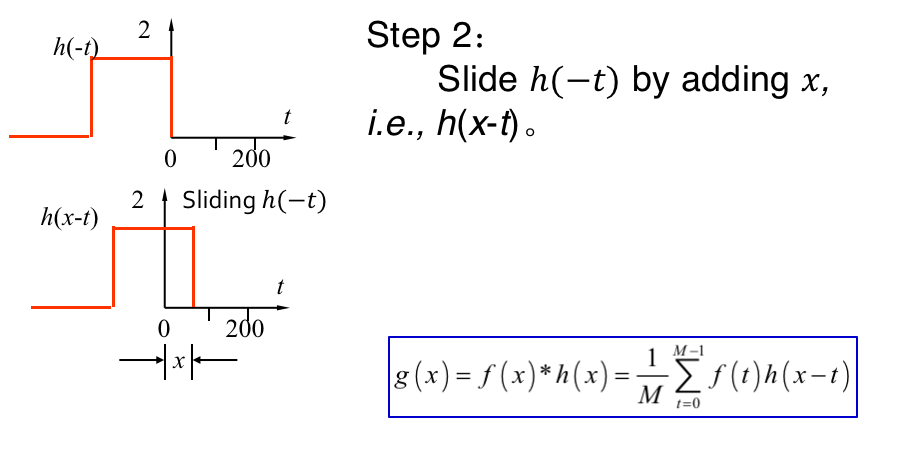 h(-t)
2
t
0
200
Step 2：
Slide h(−t) by adding x,
i.e., h(x-t)。
h(x-t)
2
Sliding h(−t)
t
0
200
x
g(x) = f(x)*h(x) = \frac{1}{M} \sum_{t=0}^{M-1} f(t)h(x−t)